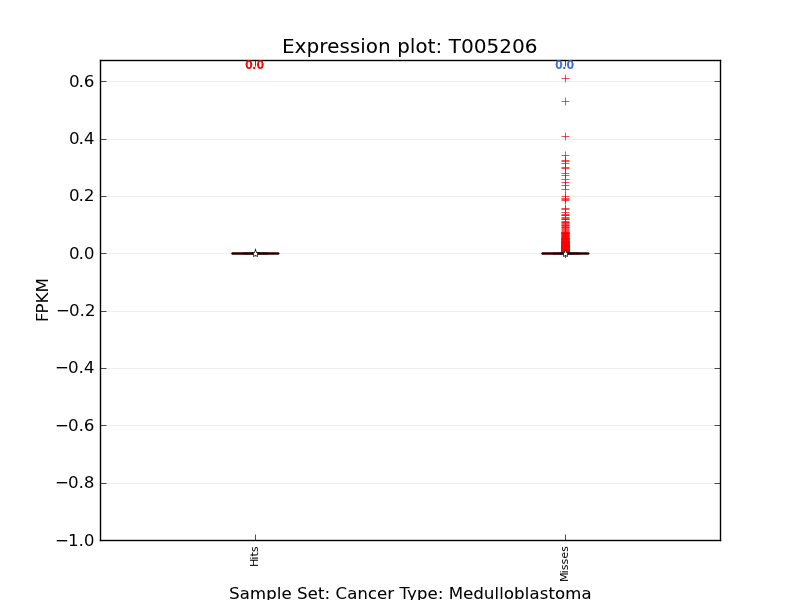 Expression plot: T005206
0.0 0.0
0.6
0.4
0.2
0.0
−0.2
−0.4
−0.6
−0.8
−1.0
FPKM
Hits
Misses
Sample Set: Cancer Type: Medulloblastoma